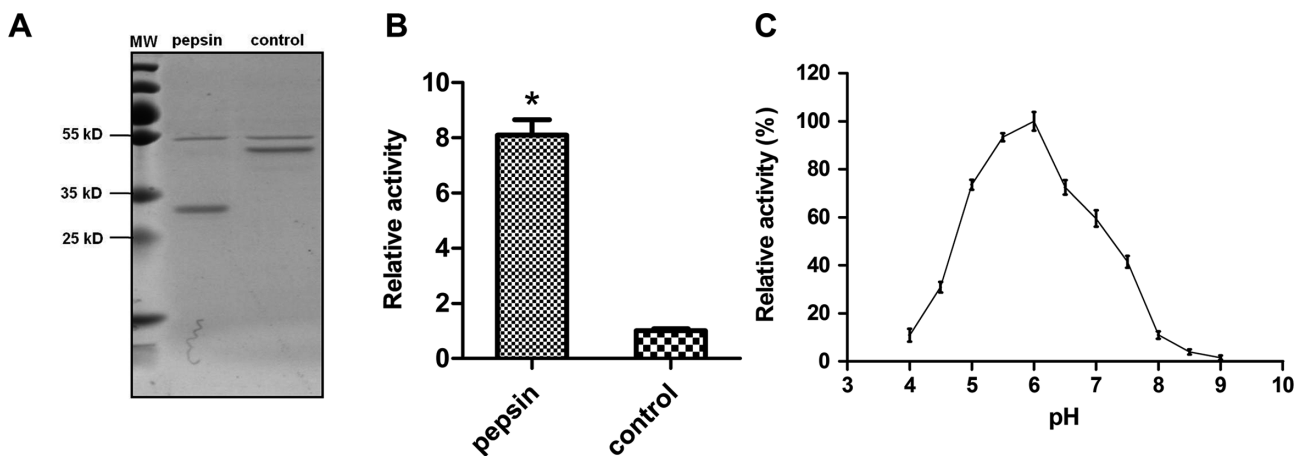 A
MW pepsin control
55 kD
35 kD
25 kD
B
Relative activity
10
8
6
4
2
0
*
pepsin
control
C
Relative activity (%)
120
100
80
60
40
20
0
3 4 5 6 7 8 9 10
pH